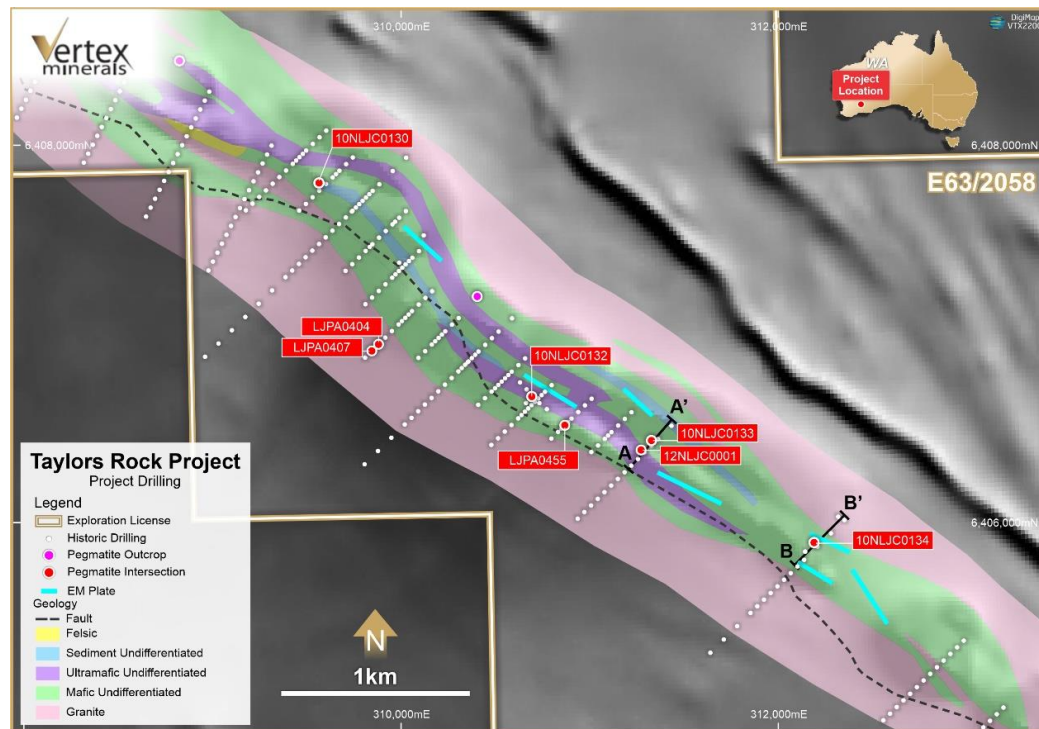 Vertex
minerals
310,000mE
312,000mE
DigiMap
VTX2200
WA
Project
Location
6,408,000mN
6,408,000mN
E63/2058
10NLJC0130
LJPA0404
LJPA0407
10NLJC0132
A'
10NLJC0133
12NLJC0001
A
LJPA0455
B'
6,406,000mN
10NLJC0134
B
Taylors Rock Project
Project Drilling
Legend
Exploration License
Historic Drilling
Pegmatite Outcrop
Pegmatite Intersection
EM Plate
Geology
Fault
Felsic
Sediment Undifferentiated
Ultramafic Undifferentiated
Mafic Undifferentiated
Granite
N
1km
310,000mE
312,000mE